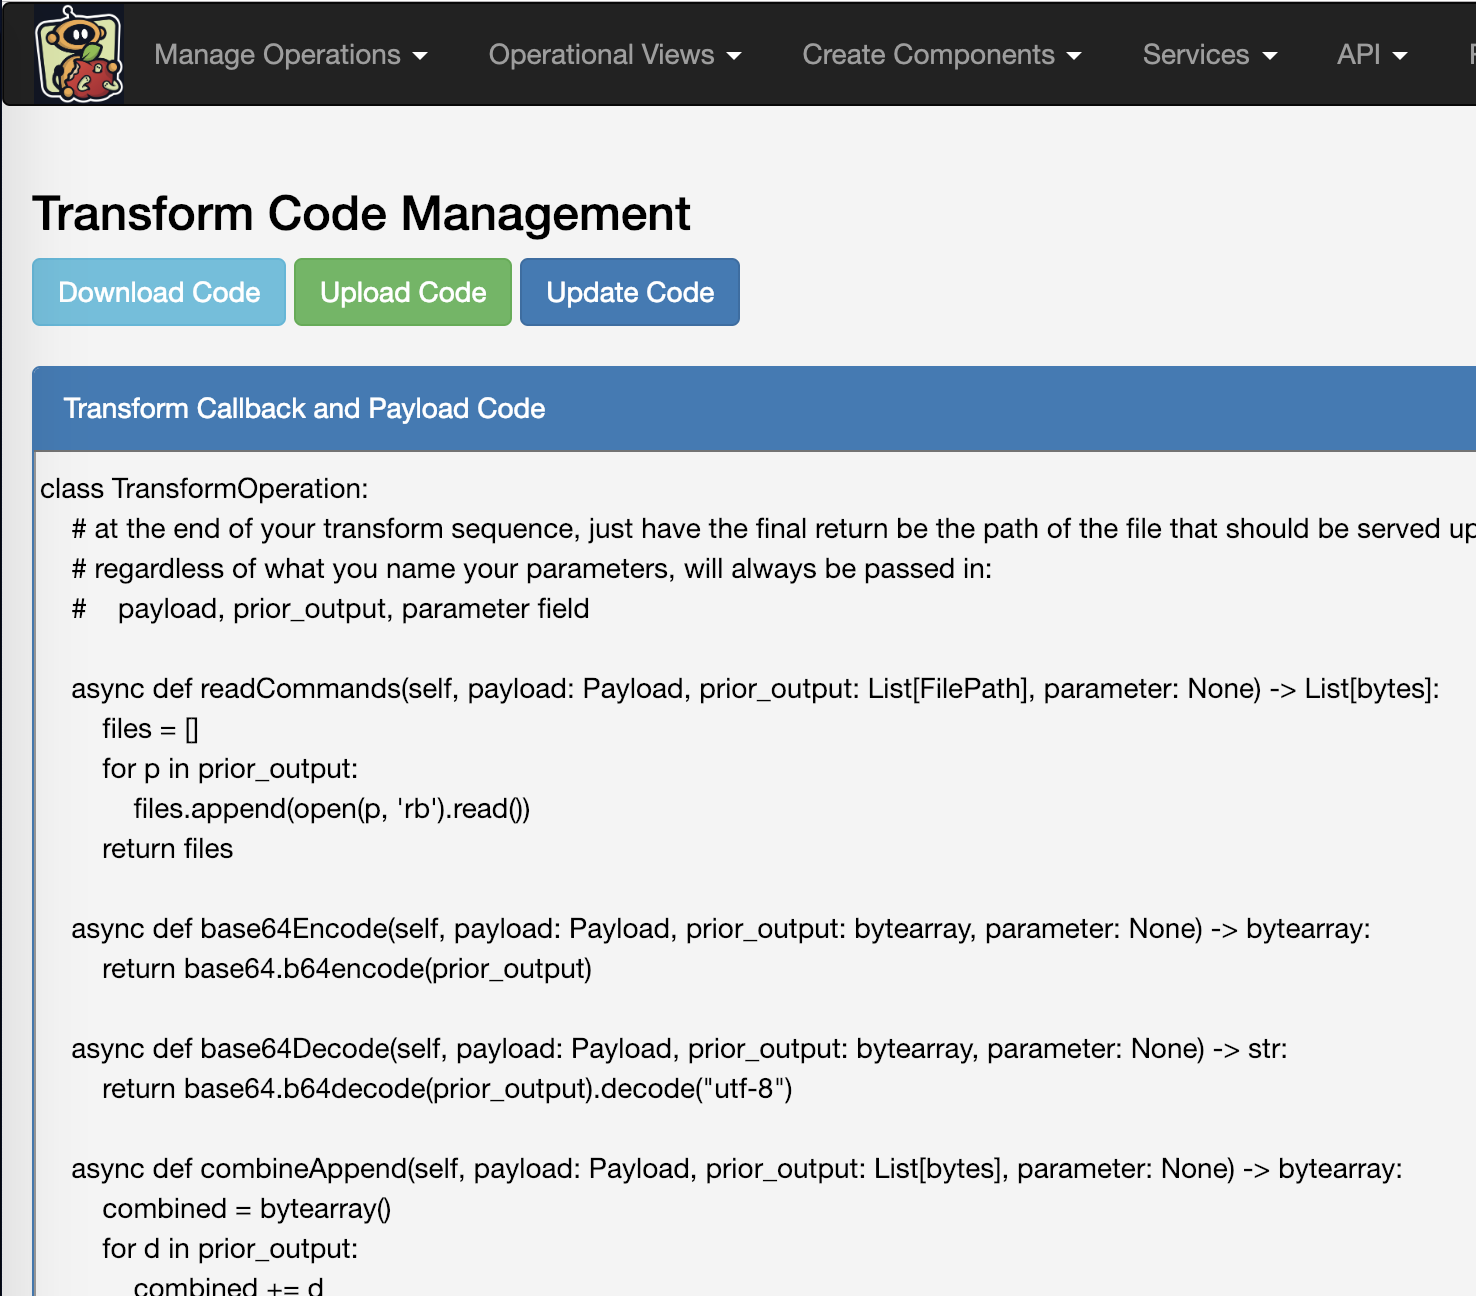 Manage Operations Operational Views Create Components Services API
Transform Code Management
Download Code Upload Code Update Code
Transform Callback and Payload Code
class TransformOperation:
# at the end of your transform sequence, just have the final return be the path of the file that should be served up
# regardless of what you name your parameters, will always be passed in:
# payload, prior_output, parameter field
async def readCommands(self, payload: Payload, prior_output: List[FilePath], parameter: None) -> List[bytes]:
files = []
for p in prior_output:
files.append(open(p, 'rb').read())
return files
async def base64Encode(self, payload: Payload, prior_output: bytearray, parameter: None) -> bytearray:
return base64.b64encode(prior_output)
async def base64Decode(self, payload: Payload, prior_output: bytearray, parameter: None) -> str:
return base64.b64decode(prior_output).decode("utf-8")
async def combineAppend(self, payload: Payload, prior_output: List[bytes], parameter: None) -> bytearray:
combined = bytearray()
for d in prior_output:
combined += d